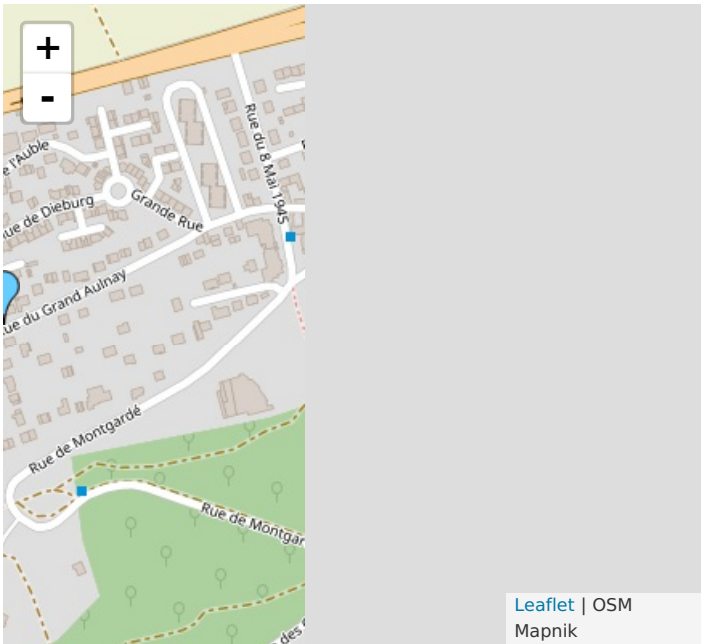 +
-
Rue du 8 Mai 1945
e l'Auble
Grande Rue
ue de Dieburg
ue du Grand Aulnay
Rue de Montgardé
Rue de Montgar
des
Leaflet | OSM
Mapnik